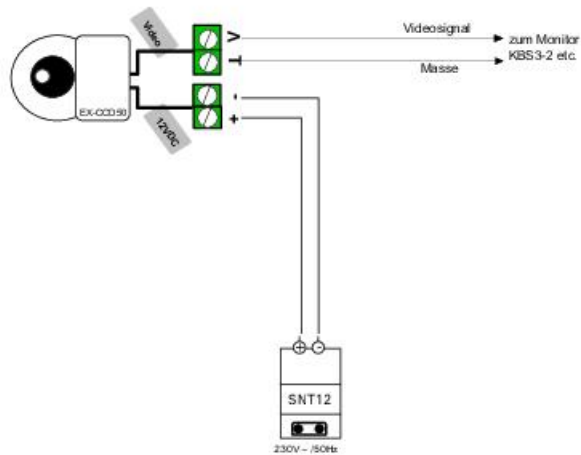 Video
V
Videosignal
zum Monitor
KBS3-2 etc.
Masse
EX-CCD50
-
+
12VDC
+ -
SNT12
230V~/50Hz